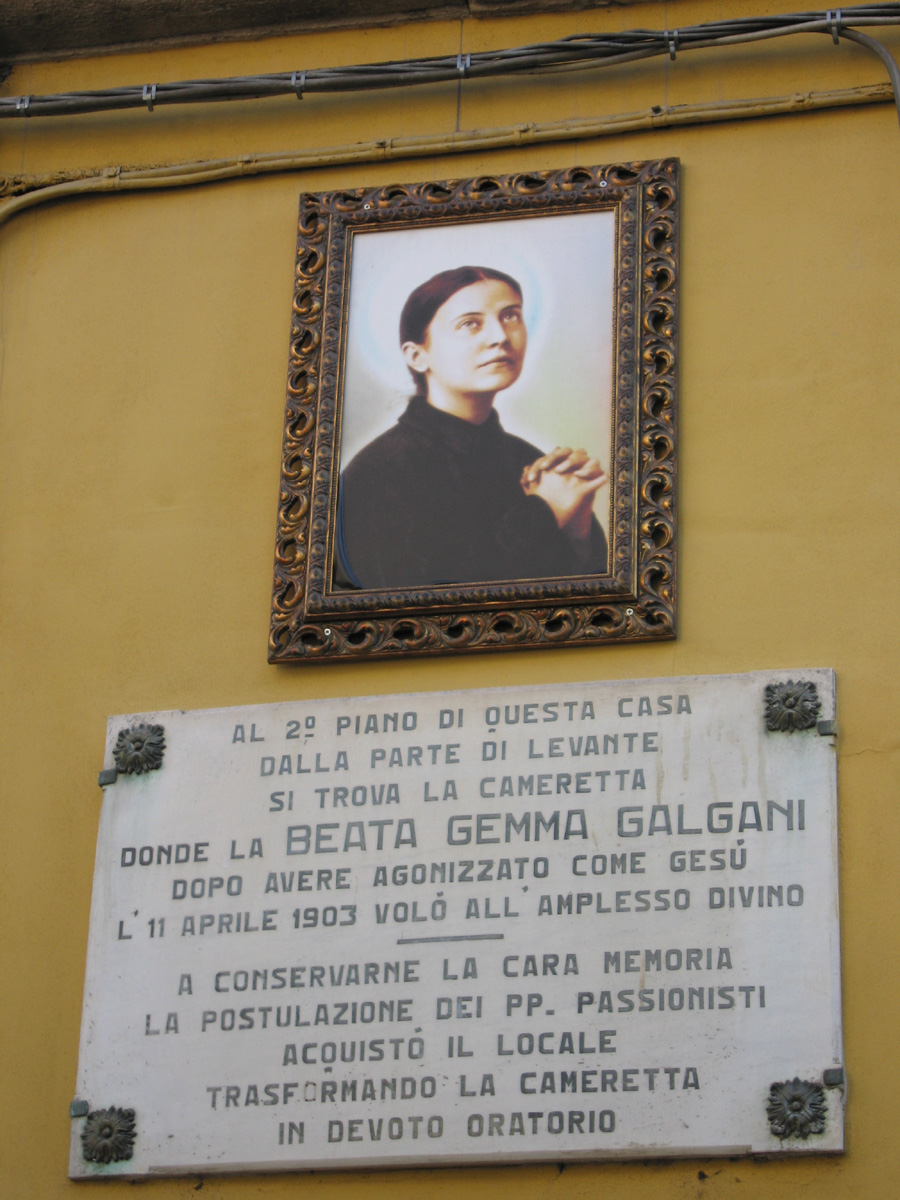 AL 2º PIANO DI QUESTA CASA
DALLA PARTE DI LEVANTE
SI TROVA LA CAMERETTA
DONDE LA BEATA GEMMA GALGANI
DOPO AVERE AGONIZZATO COME GESÚ
L'11 APRILE 1903 VOLÓ ALL'AMPLESSO DIVINO
A CONSERVARNE LA CARA MEMORIA
LA POSTULAZIONE DEI PP. PASSIONISTI
ACQUISTÓ IL LOCALE
TRASFORMANDO LA CAMERETTA
IN DEVOTO ORATORIO